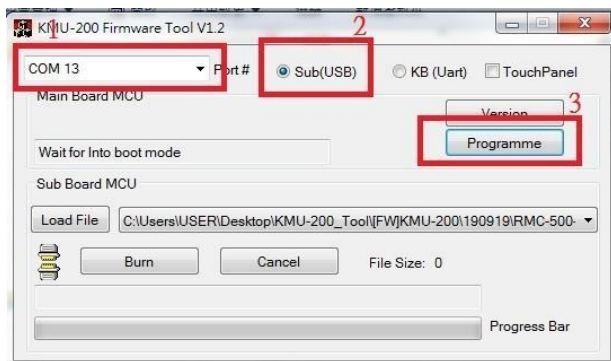 KMU-200 Firmware Tool V1.2
1
2
COM 13 Port # Sub(USB) KB (Uart) TouchPanel
Main Board MCU
3
Version
Programme
Wait for Into boot mode
Sub Board MCU
Load File C:\Users\USER\Desktop\KMU-200_Tool\[FW]KMU-200\190919\RMC-500-
Burn Cancel File Size: 0
Progress Bar